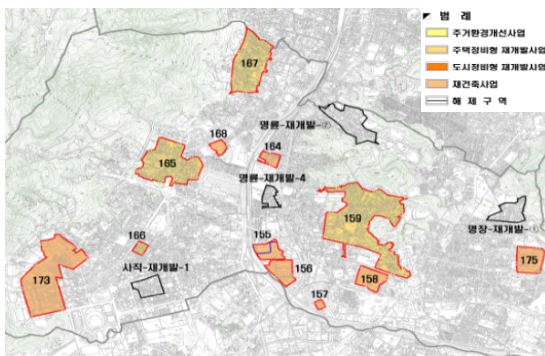 범 례
주거환경개선사업
주택정비형 재개발사업
도시정비형 재개발사업
재건축사업
해 제 구 역
167
168
명륜-재개발-②
164
165
명륜-재개발-4
159
명장-재개발-①
155
166
175
사직-재개발-1
156
173
158
157